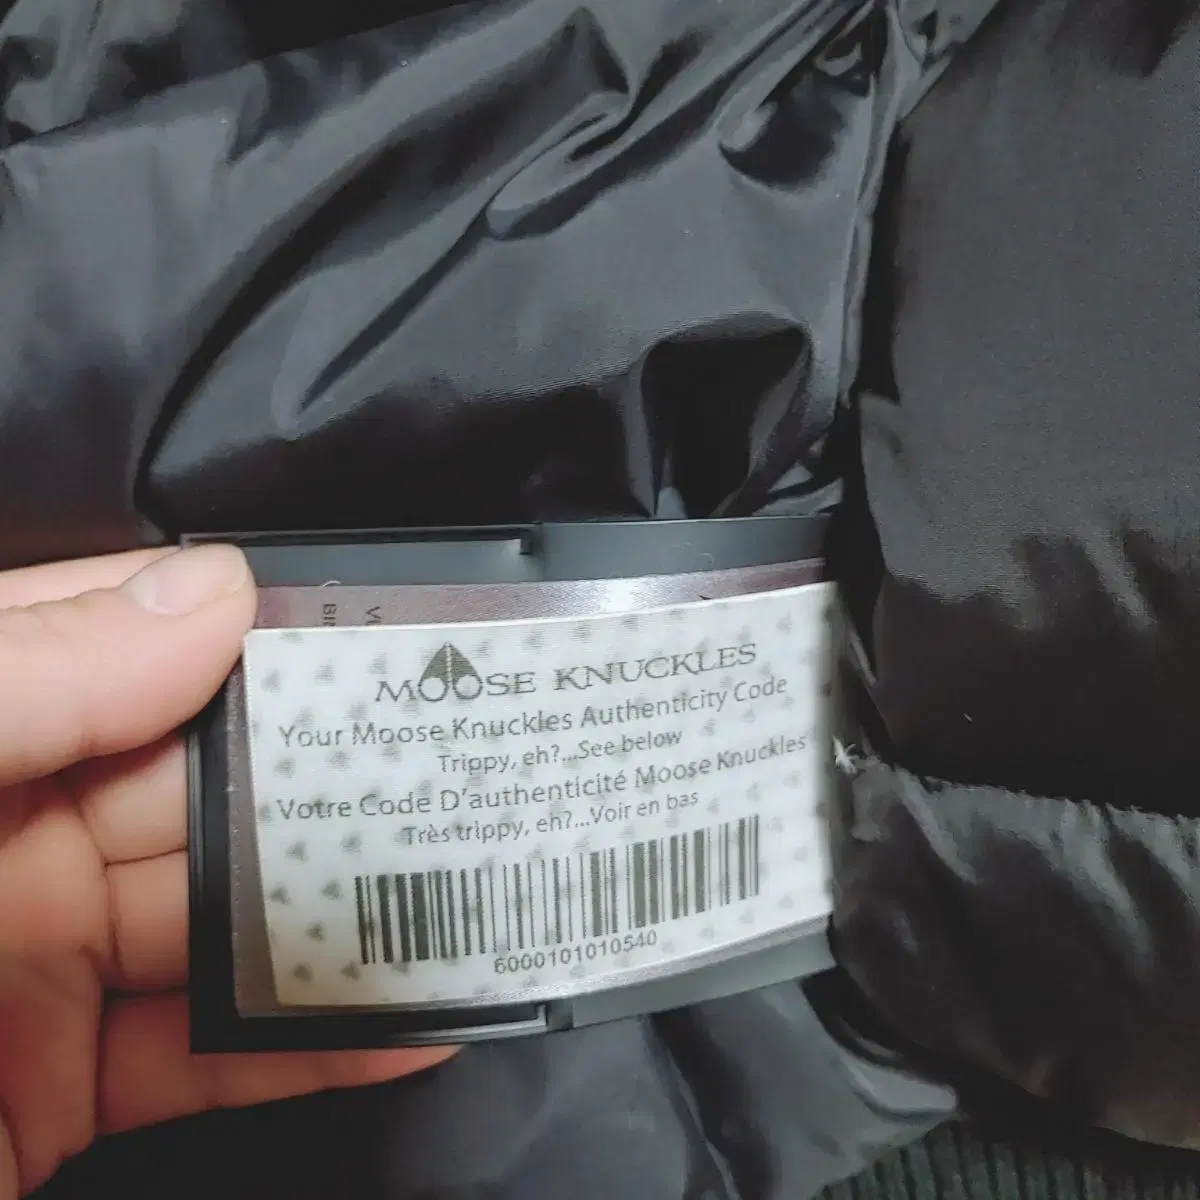 MOOSE KNUCKLES
Your Moose Knuckles Authenticity Code
Trippy, eh?...See below
Votre Code D'authenticité Moose Knuckles
Très trippy, eh?...Voir en bas
6000101010540